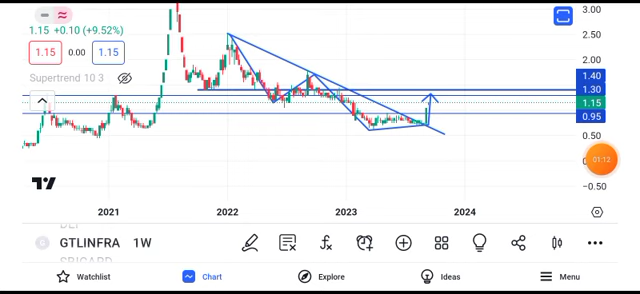 3.00
1.15 +0.10 (+9.52%)
2.50
1.15 0.00 1.15
2.00
Supertrend 10 3
1.40
1.30
1.15
0.95
0.50
01:12
−0.50
2021 2022 2023 2024
GTLINFRA 1W
Watchlist Chart Explore Ideas Menu